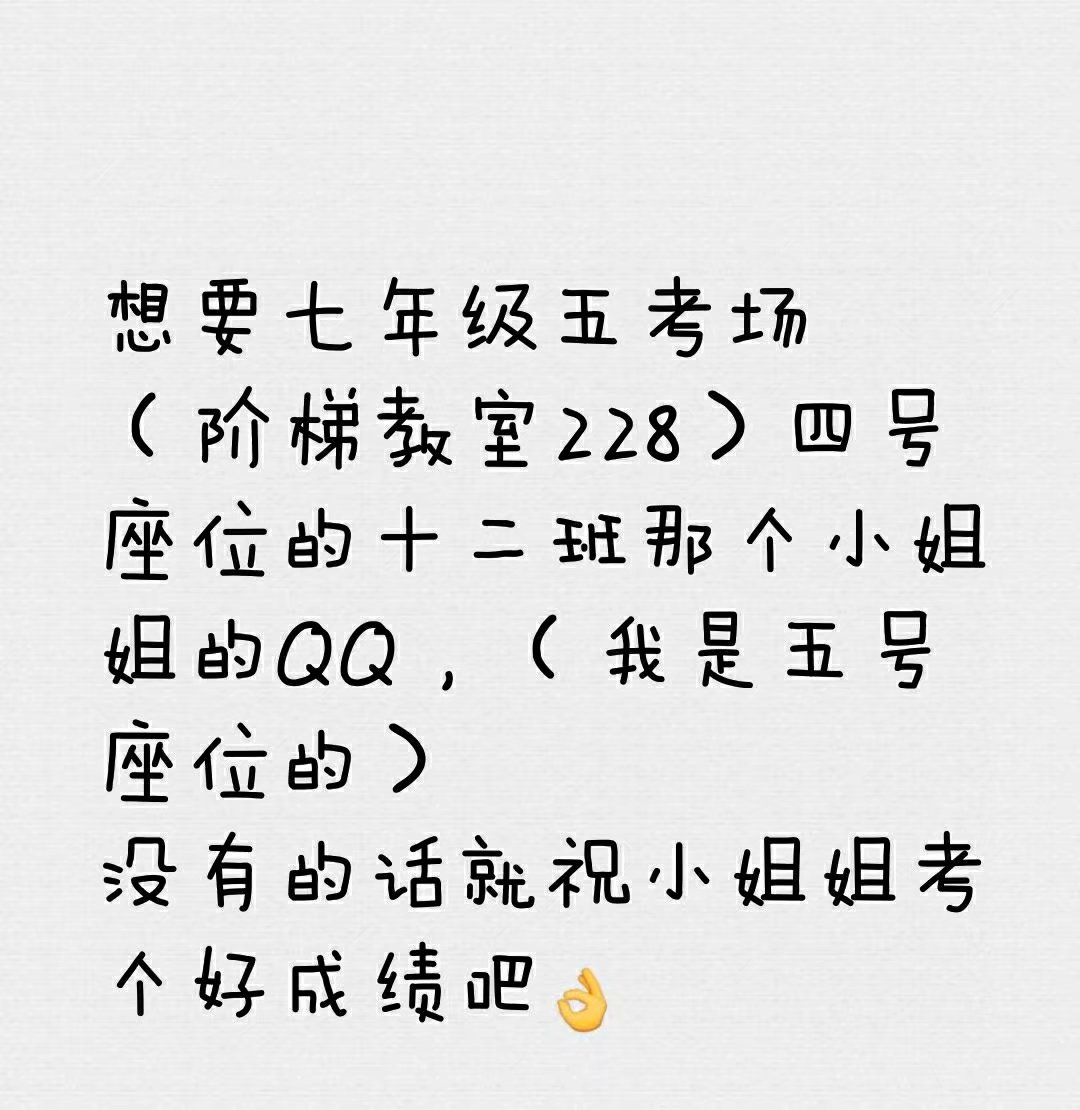 想要七年级五考场
（阶梯教室228）四号
座位的十二班那个小姐
姐的QQ，（我是五号
座位的）
没有的话就祝小姐姐考
个好成绩吧👌